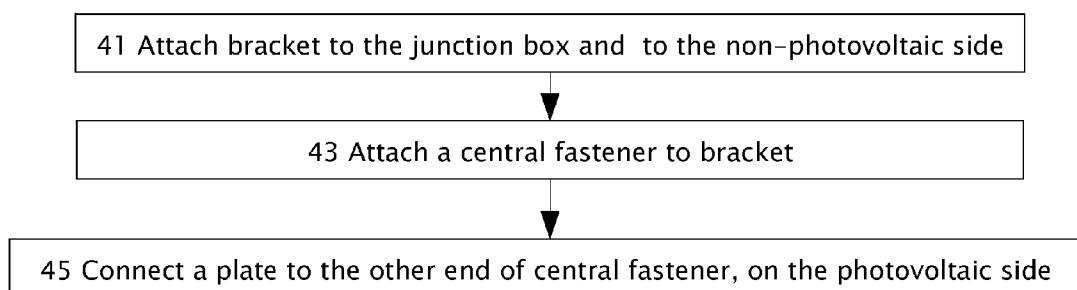 41 Attach bracket to the junction box and to the non-photovoltaic side
43 Attach a central fastener to bracket
45 Connect a plate to the other end of central fastener, on the photovoltaic side